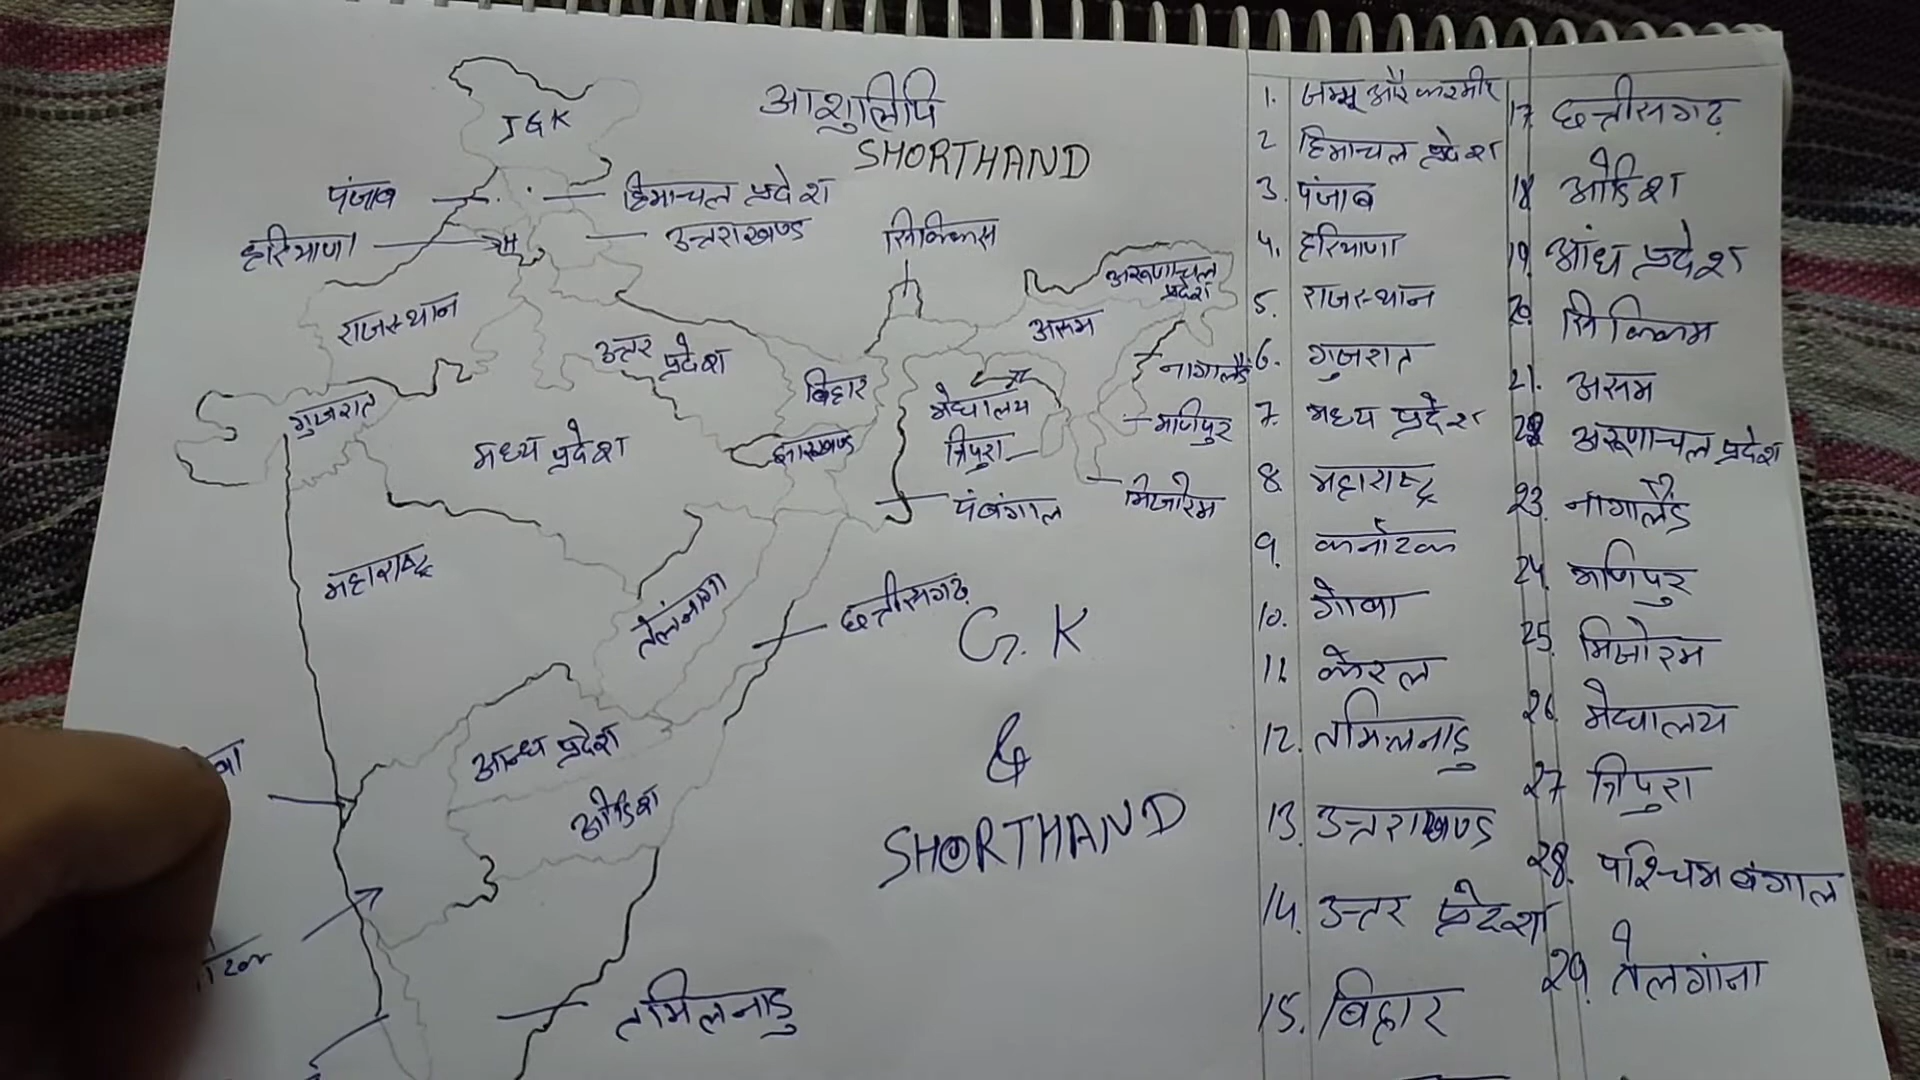 आशुलिपि
SHORTHAND
J&K
पंजाब
हिमाचल प्रदेश
हरियाणा
उत्तराखण्ड
सिक्किम
अरूणाचल
प्रदेश
राजस्थान
असम
उत्तर
प्रदेश
नागालैंड
बिहार
मेघालय
गुजरात
मणिपुर
मध्य प्रदेश
झारखण्ड
त्रिपुरा
मिजोरम
पं बंगाल
महाराष्ट्र
तेलंनागा
छत्तीसगढ़
G. K
&
SHORTHAND
आन्ध्र प्रदेश
ओडिश
तमिलनाडु
1. जम्मू और कश्मीर
2 हिमाचल प्रदेश
3. पंजाब
4. हरियाणा
5. राजस्थान
6. गुजरात
7. मध्य प्रदेश
8. महाराष्ट्र
9. कर्नाटक
10. गोवा
11. केरल
12. तमिलनाडु
13. उत्तराखण्ड
14. उत्तर प्रदेश
15. बिहार
17. छत्तीसगढ़
18 ओडिश
19. आंध्र प्रदेश
20. सिक्किम
21. असम
22 अरूणाचल प्रदेश
23. नागालैंड
24. मणिपुर
25. मिजोरम
26. मेघालय
27 त्रिपुरा
28. पश्चिम बंगाल
29. तेलगांना